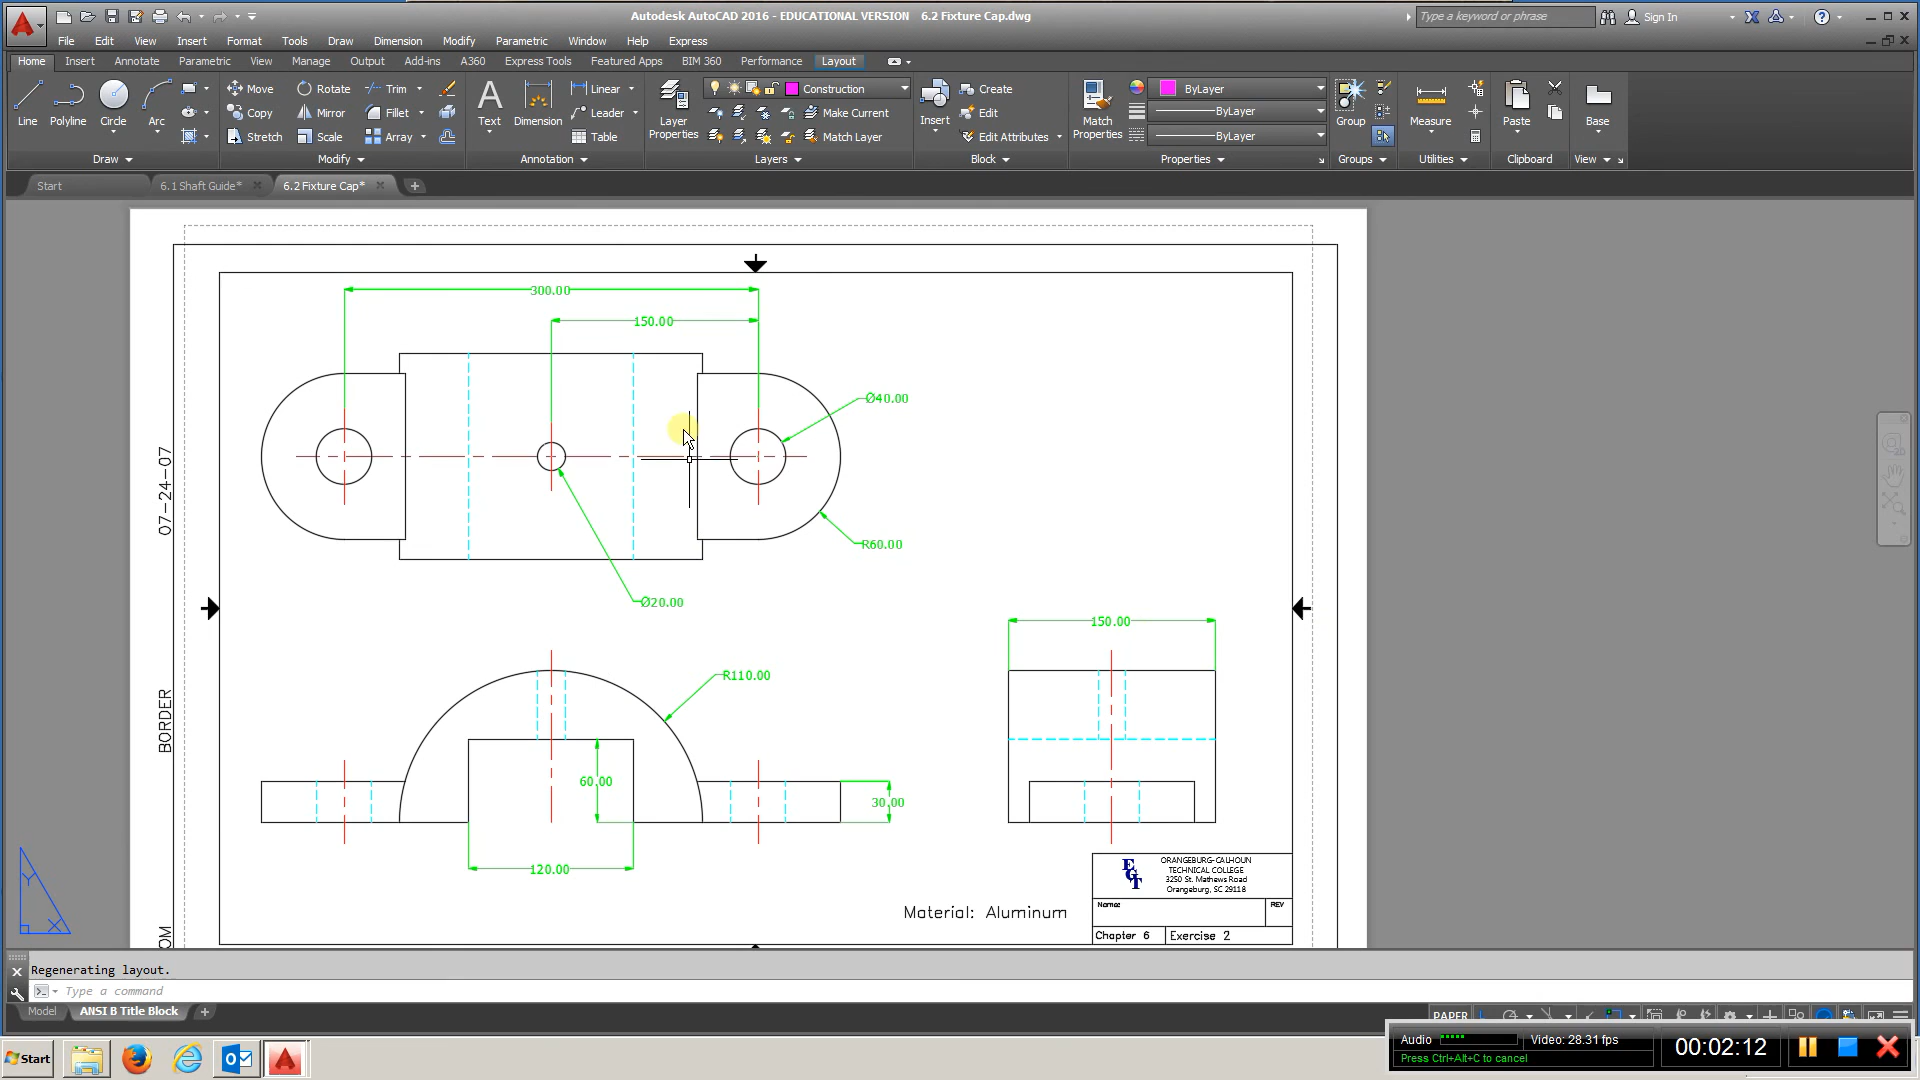 Autodesk AutoCAD 2016 - EDUCATIONAL VERSION 6.2 Fixture Cap.dwg
Type a keyword or phrase
Sign In
File Edit View Insert Format Tools Draw Dimension Modify Parametric Window Help Express
Home Insert Annotate Parametric View Manage Output Add-ins A360 Express Tools Featured Apps BIM 360 Performance Layout
Line Polyline Circle Arc
Move Rotate Trim
Copy Mirror Fillet
Stretch Scale Array
Text Dimension
Linear
Leader
Table
Layer Properties
Construction
Make Current
Match Layer
Insert
Create
Edit
Edit Attributes
Match Properties
ByLayer
ByLayer
ByLayer
Group
Measure
Paste
Base
Draw Modify Annotation Layers Block Properties Groups Utilities Clipboard View
Start 6.1 Shaft Guide* 6.2 Fixture Cap*
300.00
150.00
Ø40.00
R60.00
Ø20.00
07-24-07
BORDER
OM
R110.00
60.00
30.00
120.00
150.00
Material: Aluminum
EGT
ORANGEBURG-CALHOUN
TECHNICAL COLLEGE
3250 St. Mathews Road
Orangeburg, SC 29118
Name:
REV
Chapter 6
Exercise 2
Y
X
Regenerating layout.
Type a command
Model ANSI B Title Block
PAPER
Start
Audio
Video: 28.31 fps
Press Ctrl+Alt+C to cancel
00:02:12